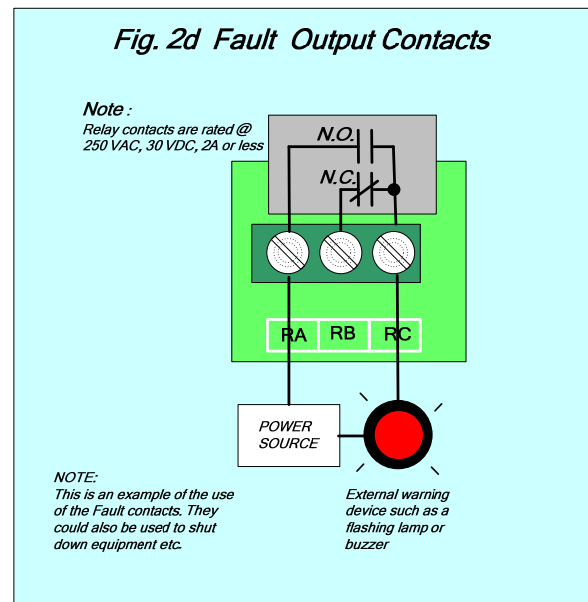 Fig. 2d Fault Output Contacts
Note :
Relay contacts are rated @
250 VAC, 30 VDC, 2A or less
N.O.
N.C.
RA RB RC
POWER
SOURCE
NOTE:
This is an example of the use
of the Fault contacts. They
could also be used to shut
down equipment etc.
External warning
device such as a
flashing lamp or
buzzer